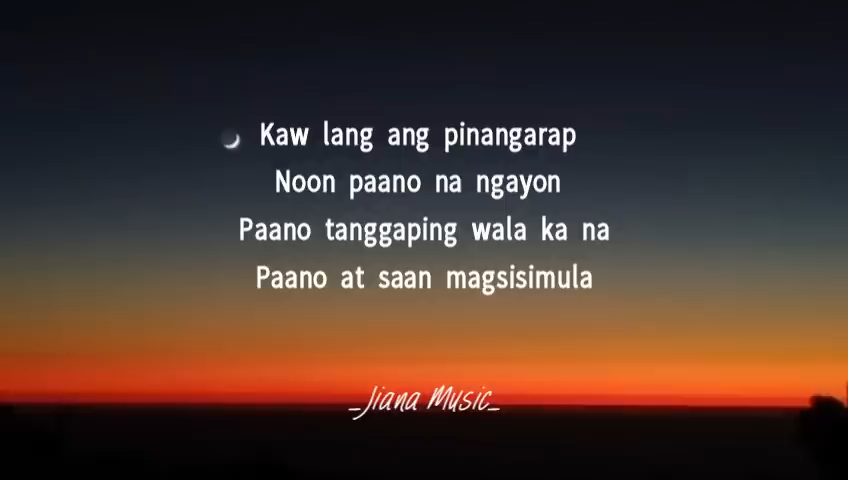 Kaw lang ang pinangarap
Noon paano na ngayon
Paano tanggaping wala ka na
Paano at saan magsisimula
_Jiana Music_